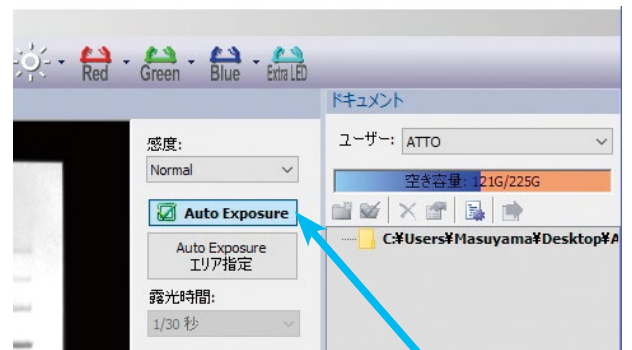 Red Green Blue Extra LED
ドキュメント
感度:
Normal
ユーザー: ATTO
空き容量: 121G/225G
Auto Exposure
C:¥Users¥Masuyama¥Desktop¥A
Auto Exposure
エリア指定
露光時間:
1/30 秒